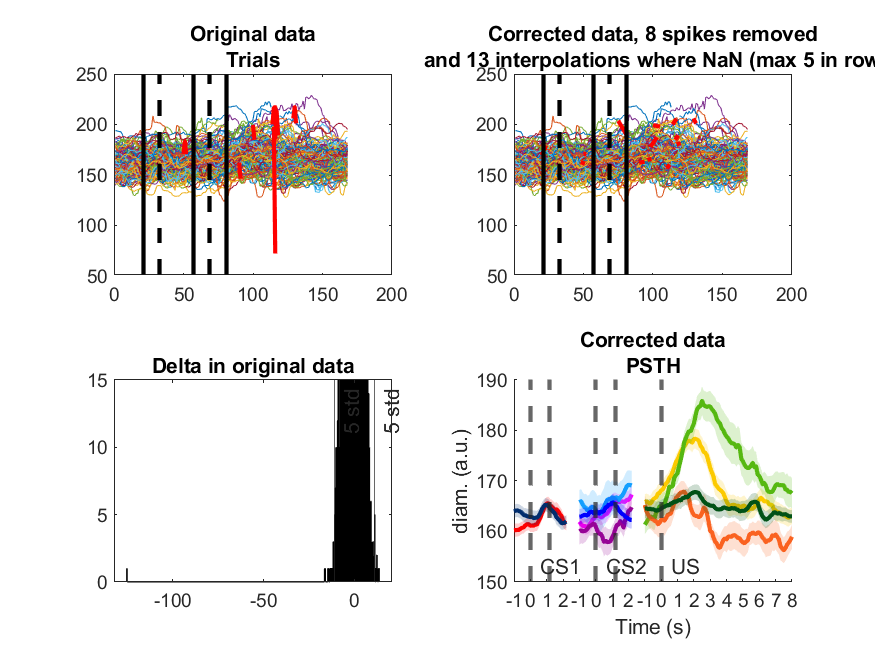 Original data
Trials
250
200
150
100
50
0 50 100 150 200
Corrected data, 8 spikes removed
and 13 interpolations where NaN (max 5 in row
250
200
150
100
50
0 50 100 150 200
Delta in original data
15
10
5
0
5 std
5 std
-100 -50 0
Corrected data
PSTH
190
180
170
160
150
diam. (a.u.)
CS1 CS2 US
-1 0 1 2 -1 0 1 2 -1 0 1 2 3 4 5 6 7 8
Time (s)